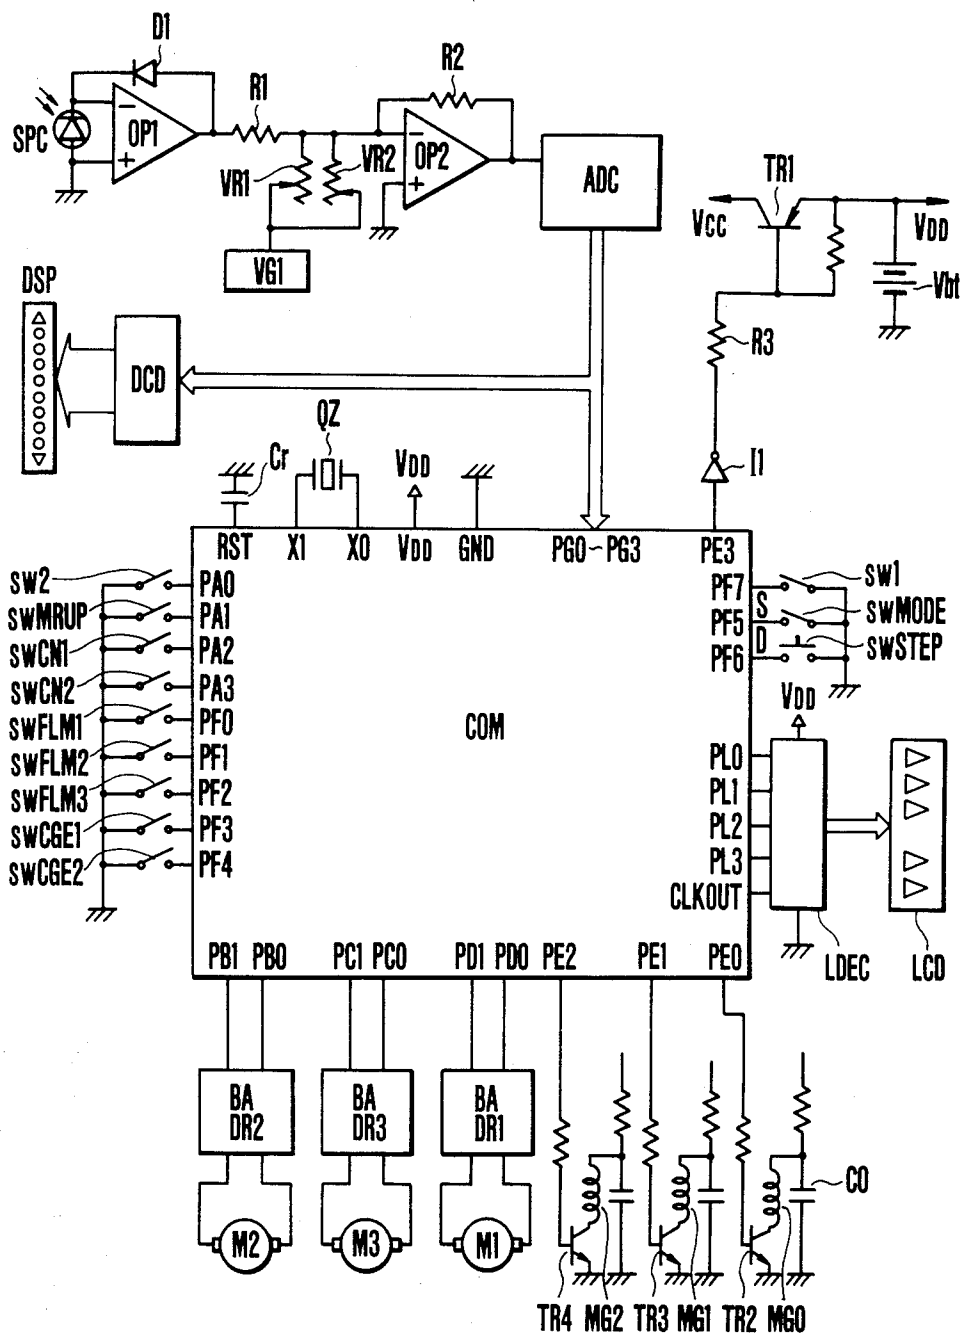 D1
R1
R2
SPC
−
OP1
+
VR1
VR2
−
OP2
+
ADC
TR1
VCC
VDD
Vbt
VG1
DSP
DCD
R3
QZ
Cr
VDD
I1
RST
X1
X0
VDD
GND
PG0~PG3
PE3
SW2
PA0
SWMRUP
PA1
SWCN1
PA2
SWCN2
PA3
SWFLM1
PF0
SWFLM2
PF1
SWFLM3
PF2
SWCGE1
PF3
SWCGE2
PF4
COM
PF7
SW1
PF5
S
SWMODE
PF6
D
SWSTEP
VDD
PL0
PL1
PL2
PL3
CLKOUT
LDEC
LCD
PB1 PB0
PC1 PC0
PD1 PD0
PE2
PE1
PE0
BA
DR2
BA
DR3
BA
DR1
M2
M3
M1
C0
TR4
MG2
TR3
MG1
TR2
MG0